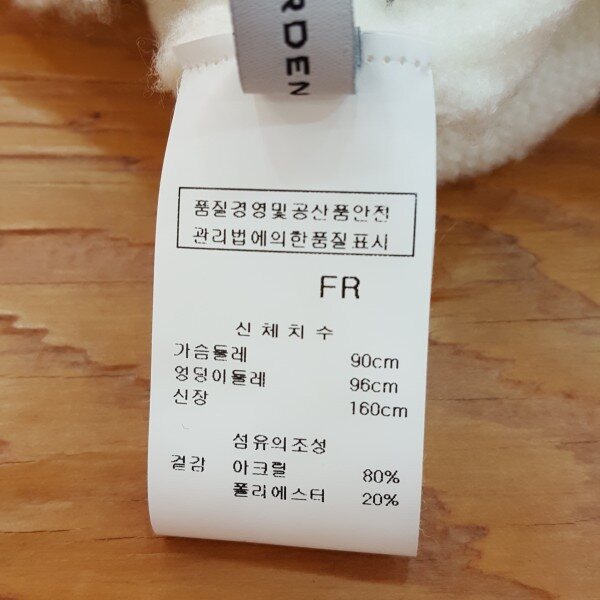 RDEN
품질경영및공산품안전
관리법에의한품질표시
FR
신체치수
가슴둘레 90cm
엉덩이둘레 96cm
신장 160cm
섬유의조성
겉감 아크릴 80%
폴리에스터 20%